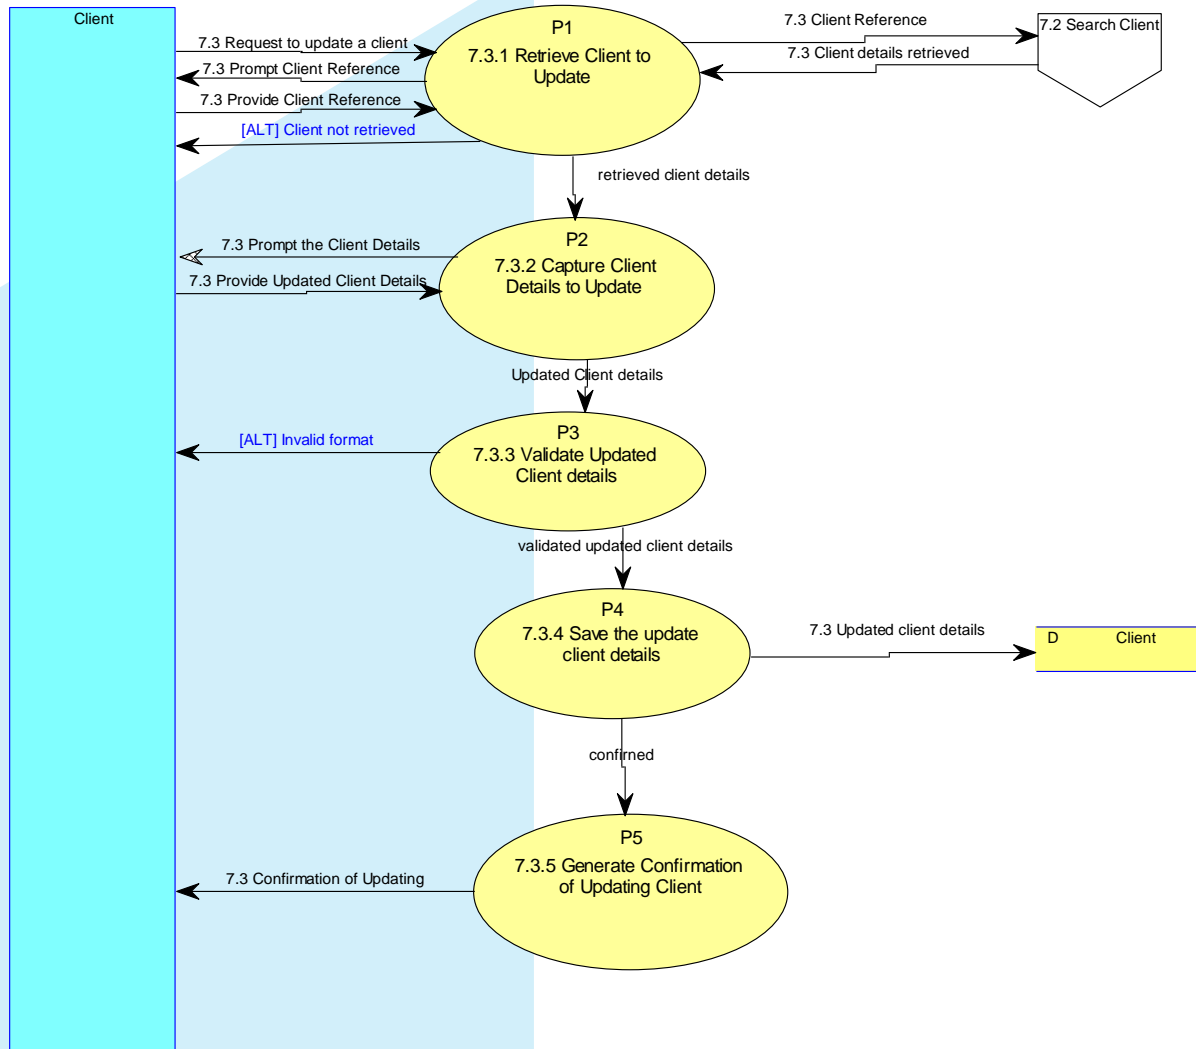 Client
P1
7.3.1 Retrieve Client to
Update
7.3 Request to update a client
7.3 Prompt Client Reference
7.3 Provide Client Reference
[ALT] Client not retrieved
7.3 Client Reference
7.3 Client details retrieved
7.2 Search Client
retrieved client details
P2
7.3.2 Capture Client
Details to Update
7.3 Prompt the Client Details
7.3 Provide Updated Client Details
Updated Client details
P3
7.3.3 Validate Updated
Client details
[ALT] Invalid format
validated updated client details
P4
7.3.4 Save the update
client details
7.3 Updated client details
D Client
confirmed
P5
7.3.5 Generate Confirmation
of Updating Client
7.3 Confirmation of Updating